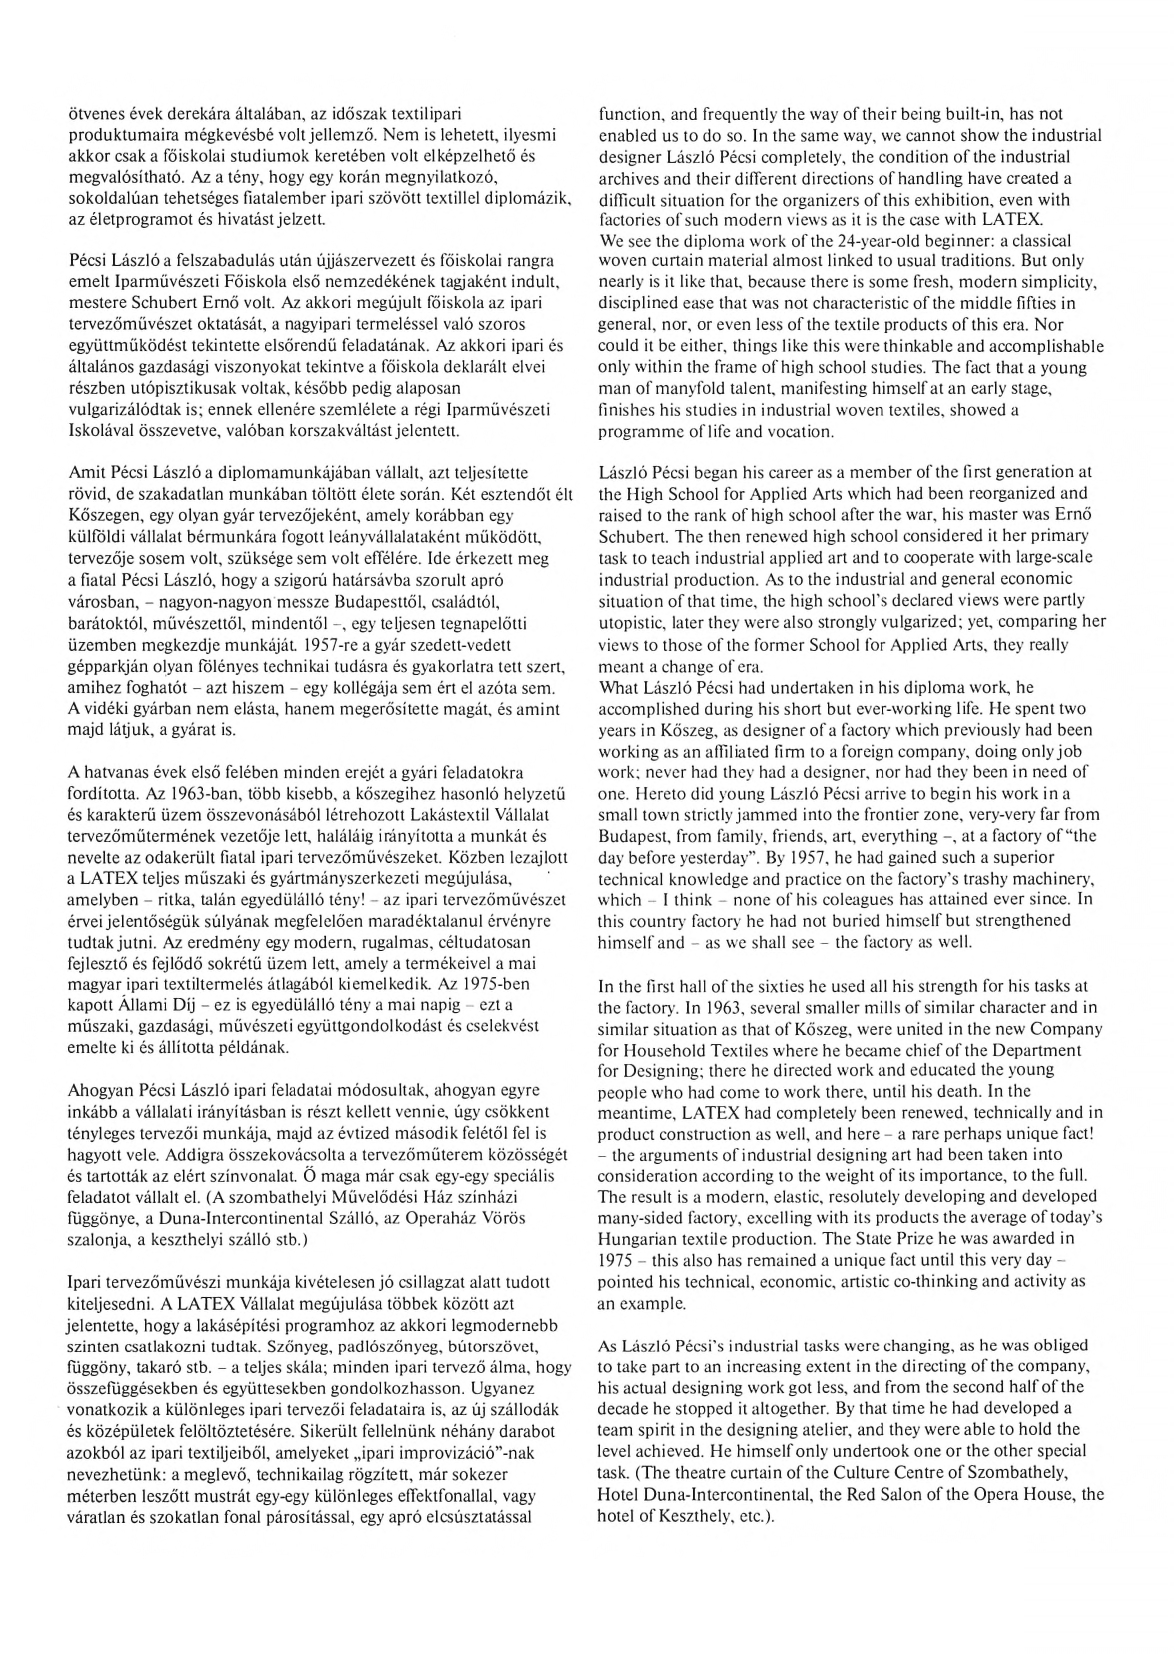 ötvenes évek derekára általában, az időszak textilipari
produktumaira mégkevésbé volt jellemző. Nem is lehetett, ilyesmi
akkor csak a főiskolai studiumok keretében volt elképzelhető és
megvalósítható. Az a tény, hogy egy korán megnyilatkozó,
sokoldalúan tehetséges fiatalember ipari szövött textillel diplomázik,
az életprogramot és hivatást jelzett.
Pécsi László a felszabadulás után újjászervezett és főiskolai rangra
emelt Iparművészeti Főiskola első nemzedékének tagjaként indult,
mestere Schubert Ernő volt. Az akkori megújult főiskola az ipari
tervezőművészet oktatását, a nagyipari termeléssel való szoros
együttműködést tekintette elsőrendű feladatának. Az akkori ipari és
általános gazdasági viszonyokat tekintve a főiskola deklarált elvei
részben utópisztikusak voltak, később pedig alaposan
vulgarizálódtak is; ennek ellenére szemlélete a régi Iparművészeti
Iskolával összevetve, valóban korszakváltást jelentett.
Amit Pécsi László a diplomamunkájában vállalt, azt teljesítette
rövid, de szakadatlan munkában töltött élete során. Két esztendőt élt
Kőszegen, egy olyan gyár tervezőjeként, amely korábban egy
külföldi vállalat bérmunkára fogott leányvállalataként működött,
tervezője sosem volt, szüksége sem volt effélére. Ide érkezett meg
a fiatal Pécsi László, hogy a szigorú határsávba szorult apró
városban, – nagyon-nagyon messze Budapesttől, családtól,
barátoktól, művészettől, mindentől –, egy teljesen tegnapelőtti
üzemben megkezdje munkáját. 1957-re a gyár szedett-vedett
gépparkján olyan fölényes technikai tudásra és gyakorlatra tett szert,
amihez foghatót – azt hiszem – egy kollégája sem ért el azóta sem.
A vidéki gyárban nem elásta, hanem megerősítette magát, és amint
majd látjuk, a gyárat is.
A hatvanas évek első felében minden erejét a gyári feladatokra
fordította. Az 1963-ban, több kisebb, a kőszegihez hasonló helyzetű
és karakterű üzem összevonásából létrehozott Lakástextil Vállalat
tervezőműtermének vezetője lett, haláláig irányította a munkát és
nevelte az odakerült fiatal ipari tervezőművészeket. Közben lezajlott
a LATEX teljes műszaki és gyártmányszerkezeti megújulása,
amelyben – ritka, talán egyedülálló tény! – az ipari tervezőművészet
érvei jelentőségük súlyának megfelelően maradéktalanul érvényre
tudtak jutni. Az eredmény egy modern, rugalmas, céltudatosan
fejlesztő és fejlődő sokrétű üzem lett, amely a termékeivel a mai
magyar ipari textiltermelés átlagából kiemelkedik. Az 1975-ben
kapott Állami Díj – ez is egyedülálló tény a mai napig – ezt a
műszaki, gazdasági, művészeti együttgondolkodást és cselekvést
emelte ki és állította példának.
Ahogyan Pécsi László ipari feladatai módosultak, ahogyan egyre
inkább a vállalati irányításban is részt kellett vennie, úgy csökkent
tényleges tervezői munkája, majd az évtized második felétől fel is
hagyott vele. Addigra összekovácsolta a tervezőműterem közösségét
és tartották az elért színvonalat. Ő maga már csak egy-egy speciális
feladatot vállalt el. (A szombathelyi Művelődési Ház színházi
függönye, a Duna-Intercontinental Szálló, az Operaház Vörös
szalonja, a keszthelyi szálló stb.)
Ipari tervezőművészi munkája kivételesen jó csillagzat alatt tudott
kiteljesedni. A LATEX Vállalat megújulása többek között azt
jelentette, hogy a lakásépítési programhoz az akkori legmodernebb
szinten csatlakozni tudtak. Szőnyeg, padlószőnyeg, bútorszövet,
függöny, takaró stb. – a teljes skála; minden ipari tervező álma, hogy
összefüggésekben és együttesekben gondolkozhasson. Ugyanez
vonatkozik a különleges ipari tervezői feladataira is, az új szállodák
és középületek felöltöztetésére. Sikerült fellelnünk néhány darabot
azokból az ipari textiljeiből, amelyeket „ipari improvizáció”-nak
nevezhetünk: a meglevő, technikailag rögzített, már sokezer
méterben leszőtt mustrát egy-egy különleges effektfonallal, vagy
váratlan és szokatlan fonal párosítással, egy apró elcsúsztatással
function, and frequently the way of their being built-in, has not
enabled us to do so. In the same way, we cannot show the industrial
designer László Pécsi completely, the condition of the industrial
archives and their different directions of handling have created a
difficult situation for the organizers of this exhibition, even with
factories of such modern views as it is the case with LATEX.
We see the diploma work of the 24-year-old beginner: a classical
woven curtain material almost linked to usual traditions. But only
nearly is it like that, because there is some fresh, modern simplicity,
disciplined ease that was not characteristic of the middle fifties in
general, nor, or even less of the textile products of this era. Nor
could it be either, things like this were thinkable and accomplishable
only within the frame of high school studies. The fact that a young
man of manyfold talent, manifesting himself at an early stage,
finishes his studies in industrial woven textiles, showed a
programme of life and vocation.
László Pécsi began his career as a member of the first generation at
the High School for Applied Arts which had been reorganized and
raised to the rank of high school after the war, his master was Ernő
Schubert. The then renewed high school considered it her primary
task to teach industrial applied art and to cooperate with large-scale
industrial production. As to the industrial and general economic
situation of that time, the high school's declared views were partly
utopistic, later they were also strongly vulgarized; yet, comparing her
views to those of the former School for Applied Arts, they really
meant a change of era.
What László Pécsi had undertaken in his diploma work, he
accomplished during his short but ever-working life. He spent two
years in Kőszeg, as designer of a factory which previously had been
working as an affiliated firm to a foreign company, doing only job
work; never had they had a designer, nor had they been in need of
one. Hereto did young László Pécsi arrive to begin his work in a
small town strictly jammed into the frontier zone, very-very far from
Budapest, from family, friends, art, everything –, at a factory of “the
day before yesterday”. By 1957, he had gained such a superior
technical knowledge and practice on the factory's trashy machinery,
which – I think – none of his coleagues has attained ever since. In
this country factory he had not buried himself but strengthened
himself and – as we shall see – the factory as well.
In the first hall of the sixties he used all his strength for his tasks at
the factory. In 1963, several smaller mills of similar character and in
similar situation as that of Kőszeg, were united in the new Company
for Household Textiles where he became chief of the Department
for Designing; there he directed work and educated the young
people who had come to work there, until his death. In the
meantime, LATEX had completely been renewed, technically and in
product construction as well, and here – a rare perhaps unique fact!
– the arguments of industrial designing art had been taken into
consideration according to the weight of its importance, to the full.
The result is a modern, elastic, resolutely developing and developed
many-sided factory, excelling with its products the average of today's
Hungarian textile production. The State Prize he was awarded in
1975 – this also has remained a unique fact until this very day –
pointed his technical, economic, artistic co-thinking and activity as
an example.
As László Pécsi's industrial tasks were changing, as he was obliged
to take part to an increasing extent in the directing of the company,
his actual designing work got less, and from the second half of the
decade he stopped it altogether. By that time he had developed a
team spirit in the designing atelier, and they were able to hold the
level achieved. He himself only undertook one or the other special
task. (The theatre curtain of the Culture Centre of Szombathely,
Hotel Duna-Intercontinental, the Red Salon of the Opera House, the
hotel of Keszthely, etc.).